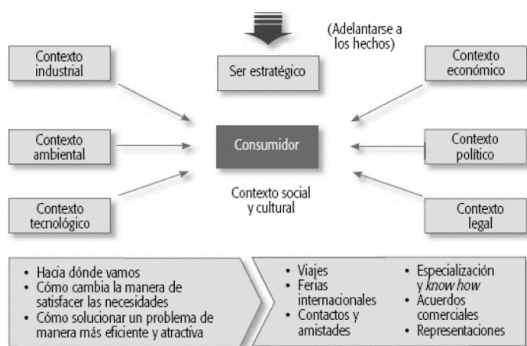 (Adelantarse a
los hechos)
Contexto
industrial
Ser estratégico
Contexto
económico
Contexto
ambiental
Consumidor
Contexto
político
Contexto social
y cultural
Contexto
tecnológico
Contexto
legal
• Hacia dónde vamos
• Cómo cambia la manera de
satisfacer las necesidades
• Cómo solucionar un problema de
manera más eficiente y atractiva
• Viajes
• Ferias
internacionales
• Contactos y
amistades
• Especialización
y know how
• Acuerdos
comerciales
• Representaciones